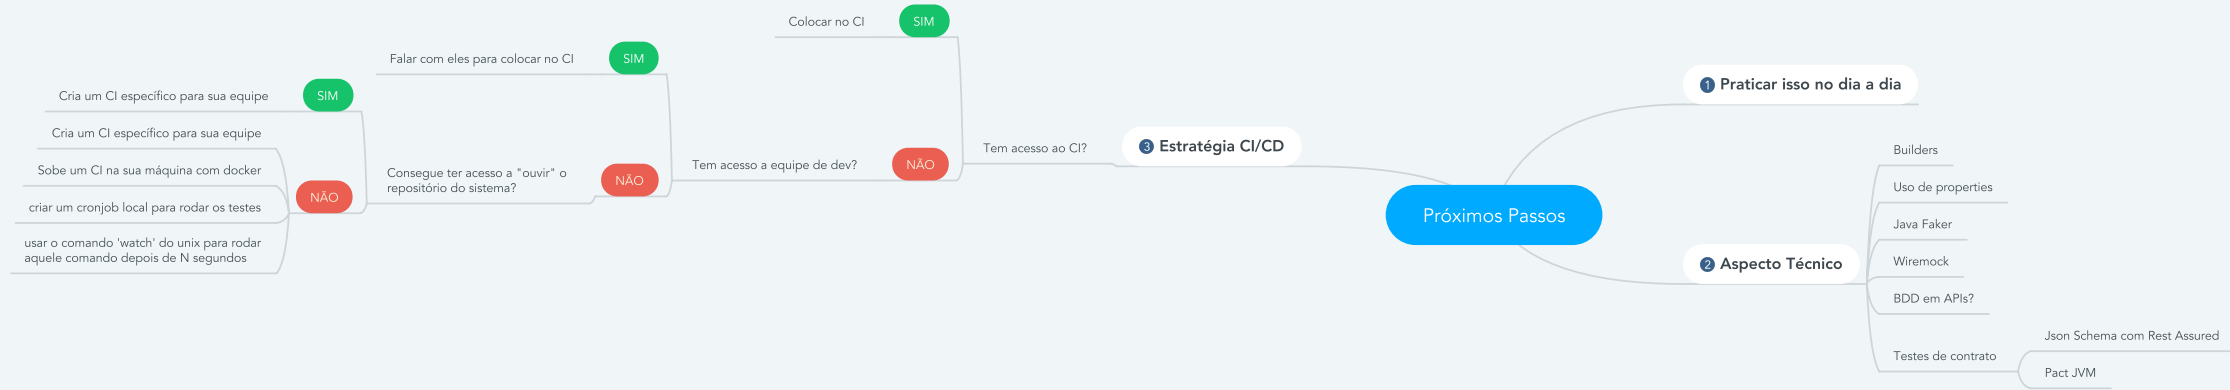 Próximos Passos
1 Praticar isso no dia a dia
2 Aspecto Técnico
Builders
Uso de properties
Java Faker
Wiremock
BDD em APIs?
Testes de contrato
Json Schema com Rest Assured
Pact JVM
3 Estratégia CI/CD
Tem acesso ao CI?
SIM
Colocar no CI
NÃO
Tem acesso a equipe de dev?
SIM
Falar com eles para colocar no CI
NÃO
Consegue ter acesso a "ouvir" o
repositório do sistema?
SIM
Cria um CI específico para sua equipe
NÃO
Cria um CI específico para sua equipe
Sobe um CI na sua máquina com docker
criar um cronjob local para rodar os testes
usar o comando 'watch' do unix para rodar
aquele comando depois de N segundos